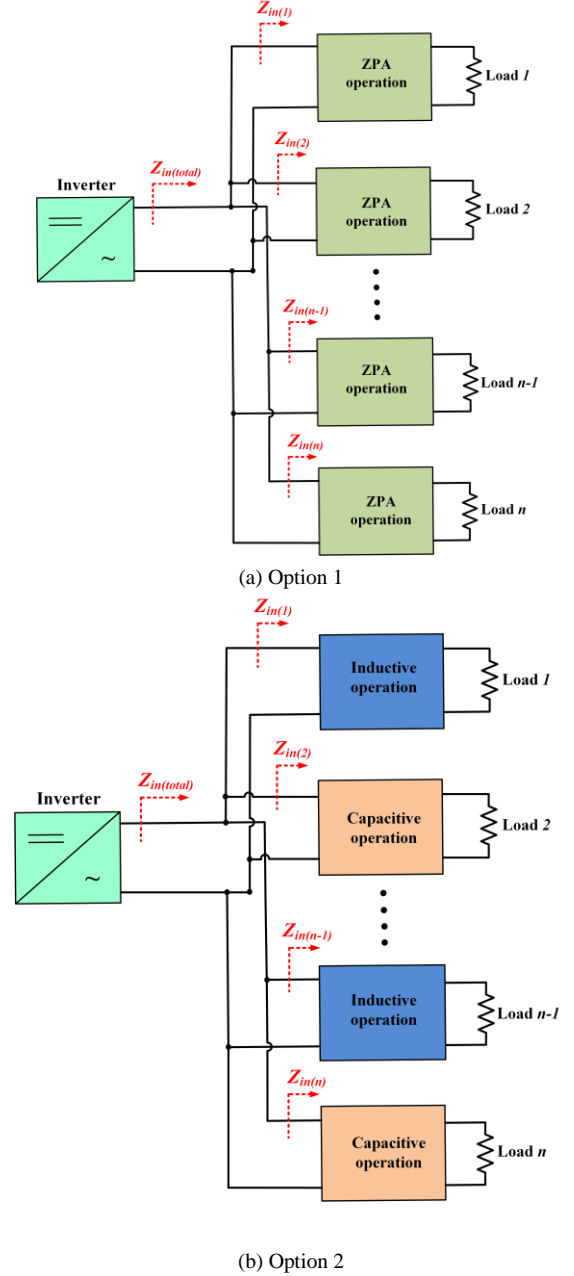 Z_in(1)
ZPA
operation
Load 1
Z_in(2)
Z_in(total)
Inverter
ZPA
operation
Load 2
~
Z_in(n-1)
ZPA
operation
Load n-1
Z_in(n)
ZPA
operation
Load n
(a) Option 1
Z_in(1)
Inductive
operation
Load 1
Z_in(2)
Z_in(total)
Inverter
Capacitive
operation
Load 2
~
Z_in(n-1)
Inductive
operation
Load n-1
Z_in(n)
Capacitive
operation
Load n
(b) Option 2